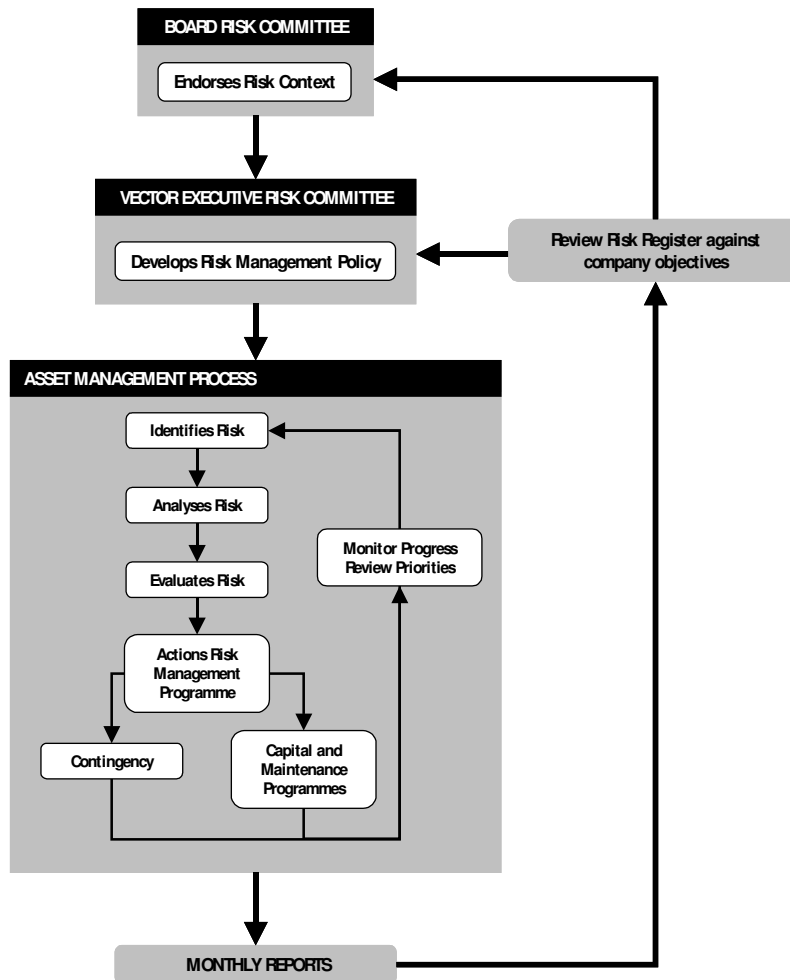 BOARD RISK COMMITTEE
Endorses Risk Context
VECTOR EXECUTIVE RISK COMMITTEE
Develops Risk Management Policy
Review Risk Register against
company objectives
ASSET MANAGEMENT PROCESS
Identifies Risk
Analyses Risk
Evaluates Risk
Monitor Progress
Review Priorities
Actions Risk
Management
Programme
Contingency
Capital and
Maintenance
Programmes
MONTHLY REPORTS